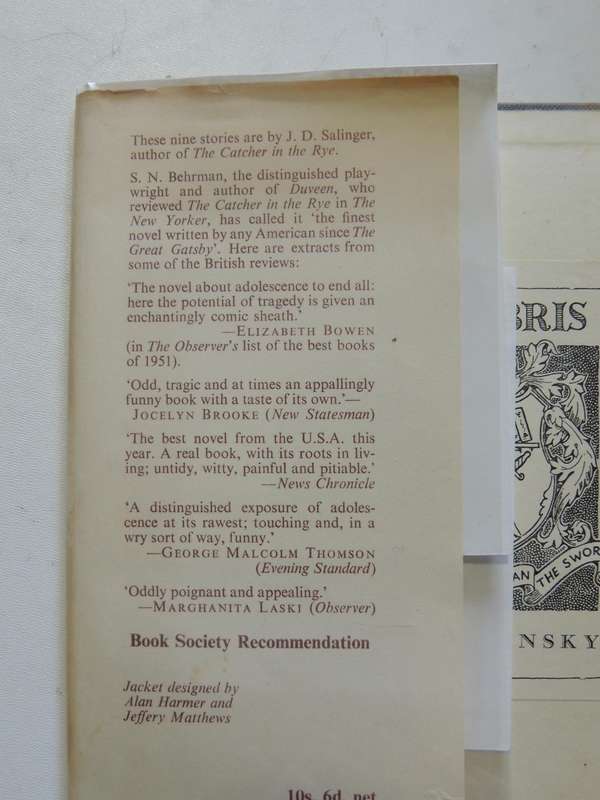 These nine stories are by J. D. Salinger,
author of The Catcher in the Rye.
S. N. Behrman, the distinguished play-
wright and author of Duveen, who
reviewed The Catcher in the Rye in The
New Yorker, has called it ‘the finest
novel written by any American since The
Great Gatsby’. Here are extracts from
some of the British reviews:
‘The novel about adolescence to end all:
here the potential of tragedy is given an
enchantingly comic sheath.’
—ELIZABETH BOWEN
(in The Observer's list of the best books
of 1951).
‘Odd, tragic and at times an appallingly
funny book with a taste of its own.’—
JOCELYN BROOKE (New Statesman)
‘The best novel from the U.S.A. this
year. A real book, with its roots in liv-
ing; untidy, witty, painful and pitiable.’
—News Chronicle
‘A distinguished exposure of adoles-
cence at its rawest; touching and, in a
wry sort of way, funny.’
—GEORGE MALCOLM THOMSON
(Evening Standard)
‘Oddly poignant and appealing.’
—MARGHANITA LASKI (Observer)
Book Society Recommendation
Jacket designed by
Alan Harmer and
Jeffery Matthews
10s. 6d. net
BRIS
AN THE SWOR
NSKY